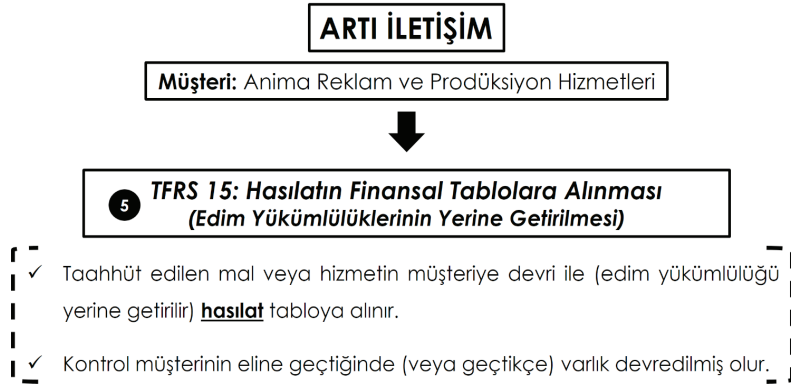 ARTI İLETİŞİM
Müşteri: Anima Reklam ve Prodüksiyon Hizmetleri
5 TFRS 15: Hasılatın Finansal Tablolara Alınması
(Edim Yükümlülüklerinin Yerine Getirilmesi)
✓ Taahhüt edilen mal veya hizmetin müşteriye devri ile (edim yükümlülüğü
yerine getirilir) hasılat tabloya alınır.
✓ Kontrol müşterinin eline geçtiğinde (veya geçtikçe) varlık devredilmiş olur.